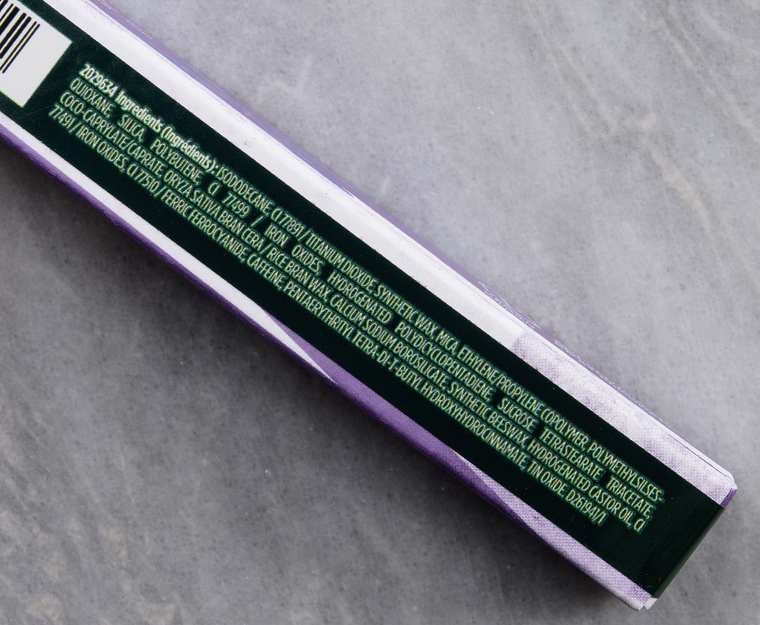 2029634 Ingredients (Ingrédients): ISODODECANE, CI 77891 / TITANIUM DIOXIDE, SYNTHETIC WAX, MICA, ETHYLENE/PROPYLENE COPOLYMER, POLYMETHYLSILSES-
QUIOXANE, SILICA, POLYBUTENE, CI 77499 / IRON OXIDES, HYDROGENATED POLYDICYCLOPENTADIENE, SUCROSE TETRASTEARATE TRIACETATE,
COCO-CAPRYLATE/CAPRATE, ORYZA SATIVA BRAN CERA / RICE BRAN WAX, CALCIUM SODIUM BOROSILICATE, SYNTHETIC BEESWAX, HYDROGENATED CASTOR OIL, CI
77491 / IRON OXIDES, CI 77510 / FERRIC FERROCYANIDE, CAFFEINE, PENTAERYTHRITYL TETRA-DI-T-BUTYL HYDROXYHYDROCINNAMATE, TIN OXIDE. D26194I/1